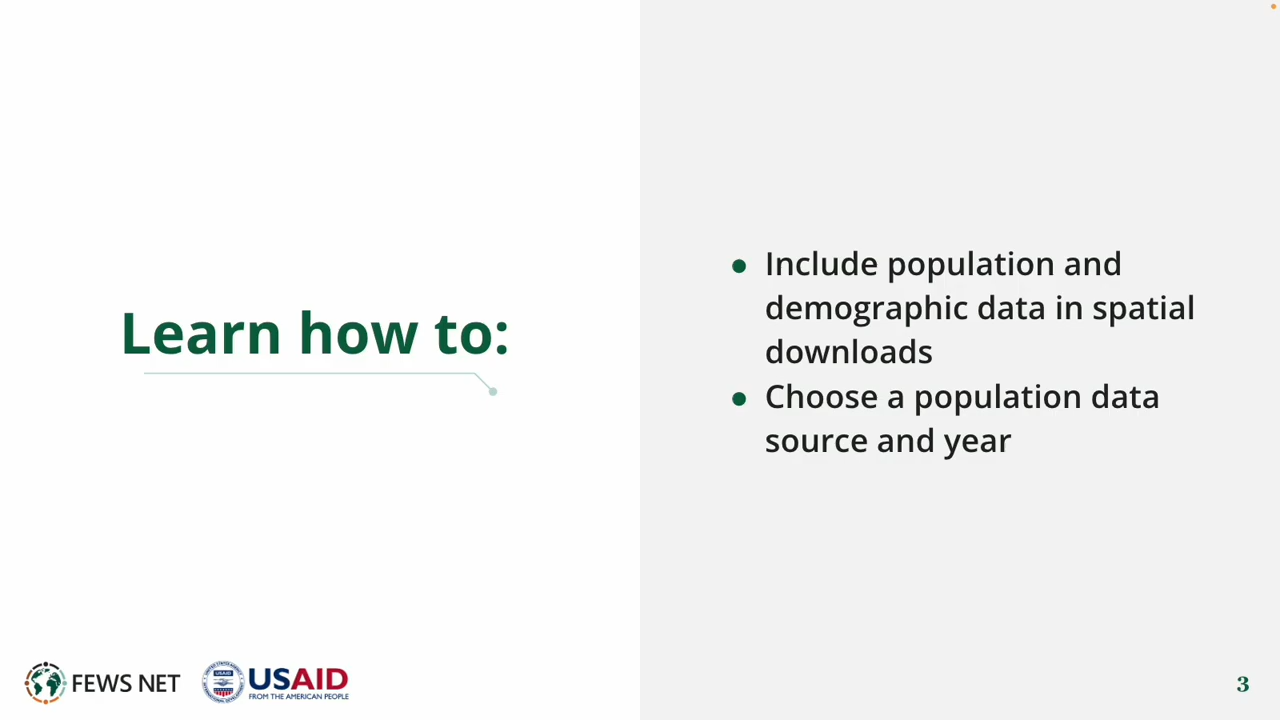 Learn how to:
● Include population and
demographic data in spatial
downloads
● Choose a population data
source and year
FEWS NET
USAID
FROM THE AMERICAN PEOPLE
3